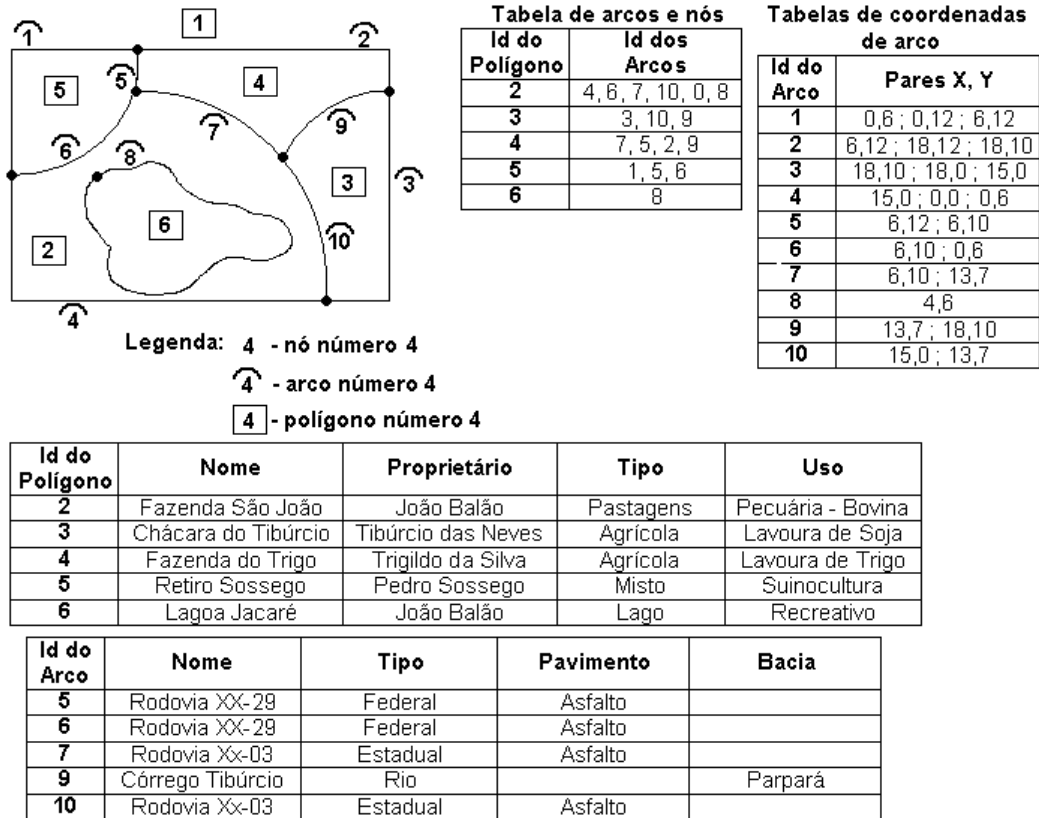 1
1
2
5
4
5
7
9
6
8
3
3
6
2
10
4
Legenda: 4 - nó número 4
4 - arco número 4
4 - polígono número 4
Tabela de arcos e nós
Id do Polígono Id dos Arcos
2 4, 6, 7, 10, 0, 8
3 3, 10, 9
4 7, 5, 2, 9
5 1, 5, 6
6 8
Tabelas de coordenadas
de arco
Id do Arco Pares X, Y
1 0,6 ; 0,12 ; 6,12
2 6,12 ; 18,12 ; 18,10
3 18,10 ; 18,0 ; 15,0
4 15,0 ; 0,0 ; 0,6
5 6,12 ; 6,10
6 6,10 ; 0,6
7 6,10 ; 13,7
8 4,6
9 13,7 ; 18,10
10 15,0 ; 13,7
Id do Polígono Nome Proprietário Tipo Uso
2 Fazenda São João João Balão Pastagens Pecuária - Bovina
3 Chácara do Tibúrcio Tibúrcio das Neves Agrícola Lavoura de Soja
4 Fazenda do Trigo Trigildo da Silva Agrícola Lavoura de Trigo
5 Retiro Sossego Pedro Sossego Misto Suinocultura
6 Lagoa Jacaré João Balão Lago Recreativo
Id do Arco Nome Tipo Pavimento Bacia
5 Rodovia XX-29 Federal Asfalto
6 Rodovia XX-29 Federal Asfalto
7 Rodovia Xx-03 Estadual Asfalto
9 Córrego Tibúrcio Rio Parpará
10 Rodovia Xx-03 Estadual Asfalto